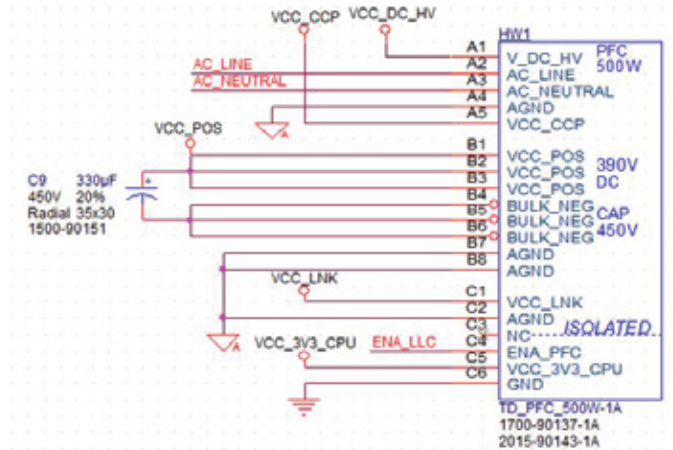 VCC_CCP VCC_DC_HV
HW1
A1 V_DC_HV PFC
AC_LINE A2 AC_LINE 500W
AC_NEUTRAL A3 AC_NEUTRAL
A4 AGND
A5 VCC_CCP
A
VCC_POS
B1 VCC_POS 390V
B2 VCC_POS DC
B3 VCC_POS
B4 BULK_NEG
B5 BULK_NEG CAP
B6 BULK_NEG 450V
B7 AGND
B8 AGND
C9 330µF
450V 20%
Radial 35x30
1500-90151
+
VCC_LNK
C1 VCC_LNK
C2 AGND
C3 NC ISOLATED
A
VCC_3V3_CPU ENA_LLC C4 ENA_PFC
C5 VCC_3V3_CPU
C6 GND
TD_PFC_500W-1A
1700-90137-1A
2015-90143-1A